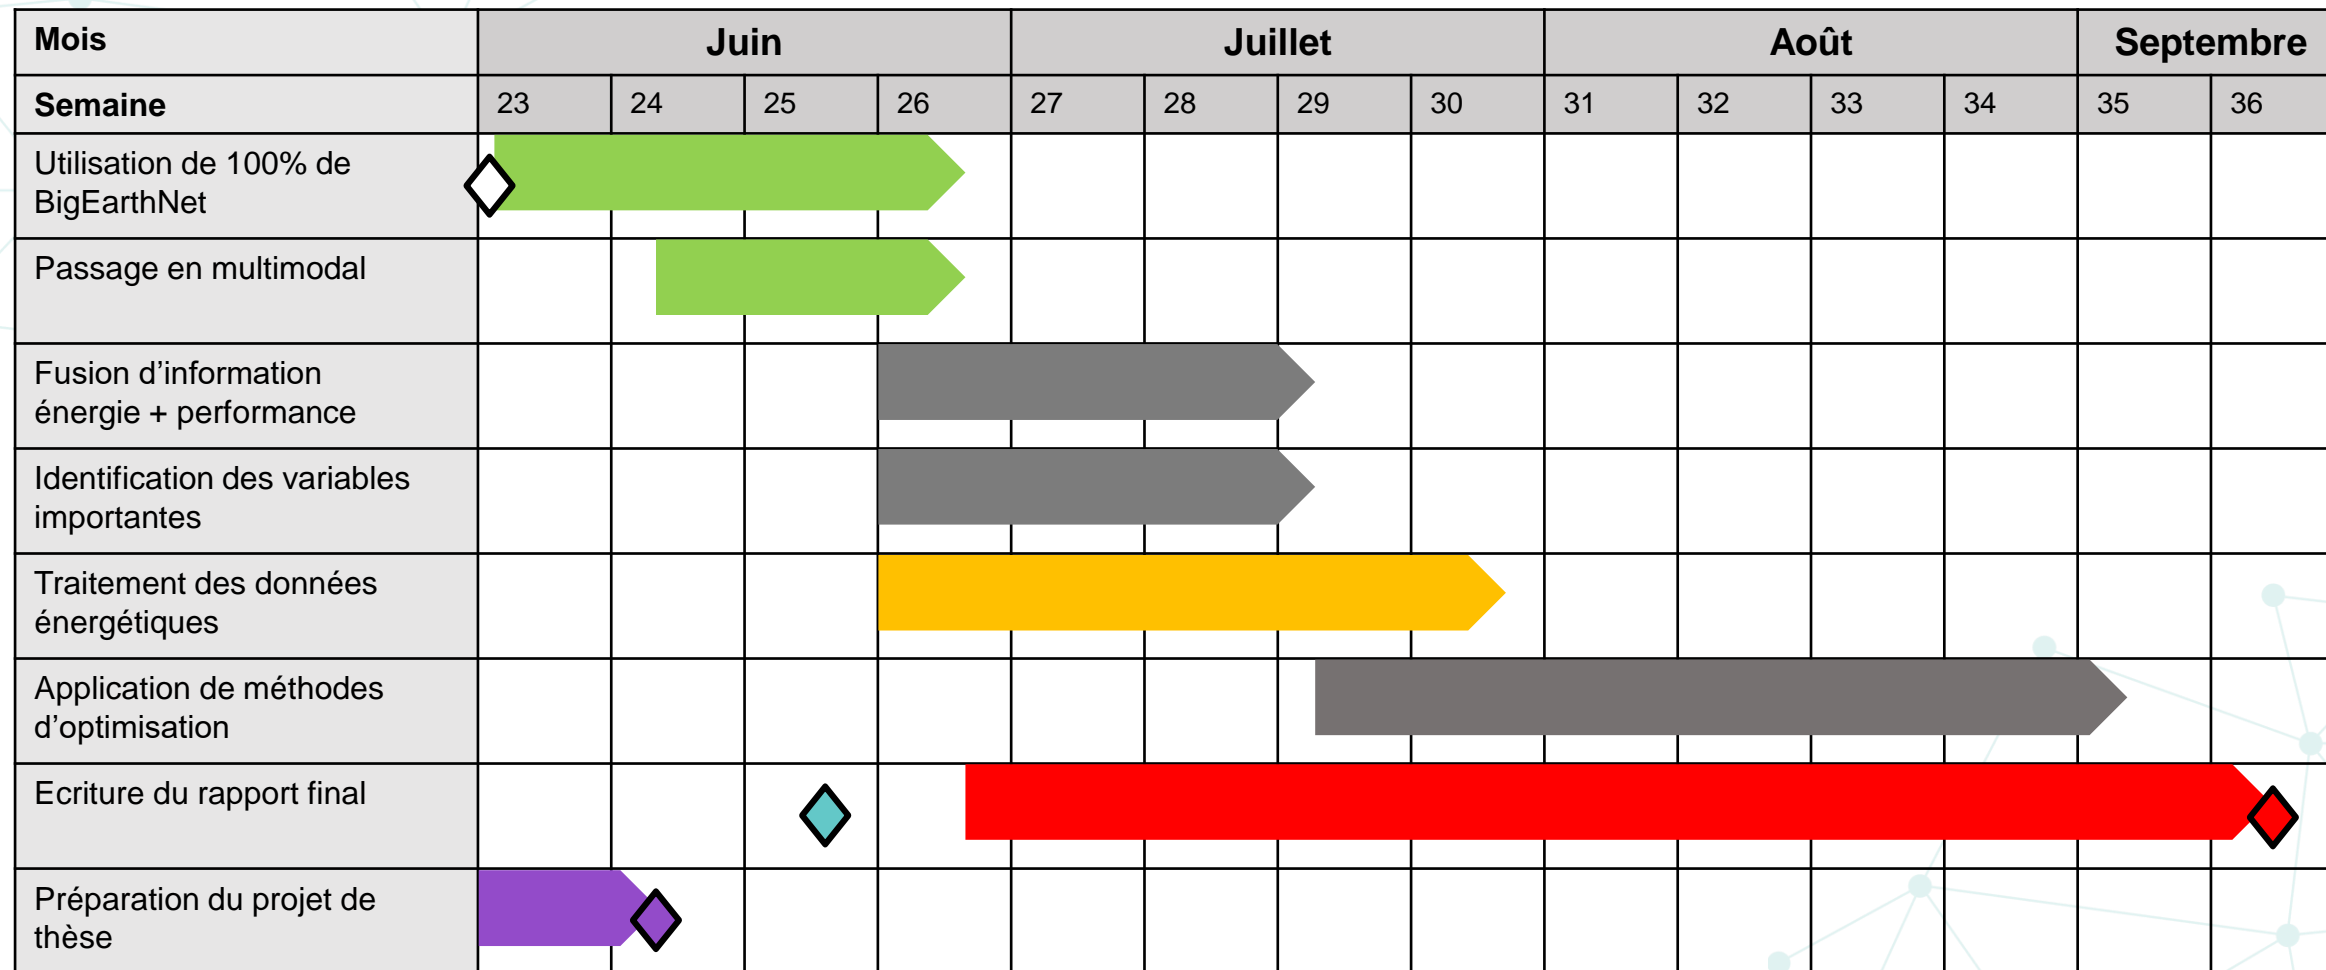 Mois
Juin
Juillet
Août
Septembre
Semaine
23
24
25
26
27
28
29
30
31
32
33
34
35
36
Utilisation de 100% de
BigEarthNet
Passage en multimodal
Fusion d’information
énergie + performance
Identification des variables
importantes
Traitement des données
énergétiques
Application de méthodes
d’optimisation
Ecriture du rapport final
Préparation du projet de
thèse